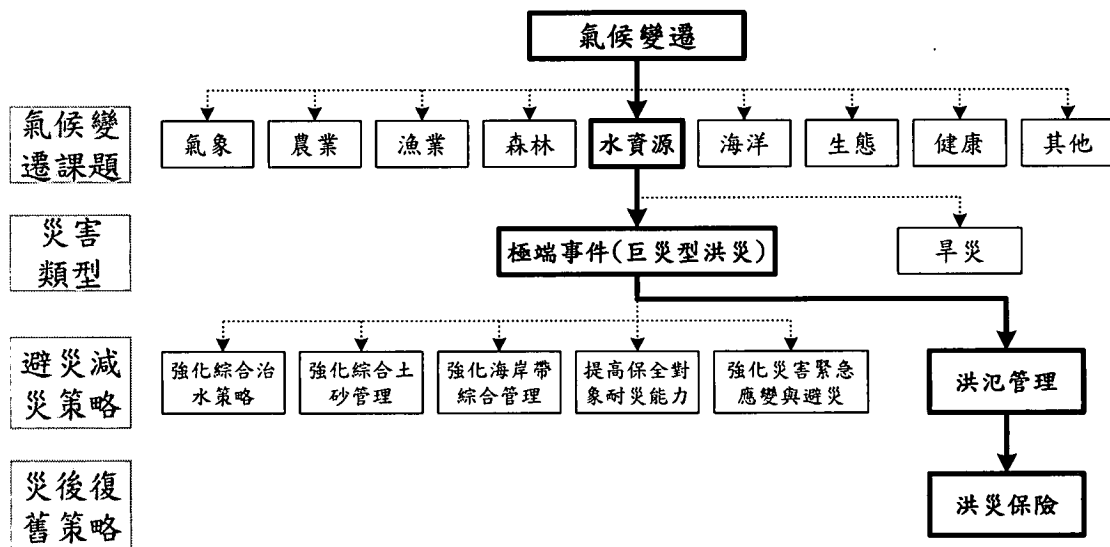 氣候變遷
氣候變
遷課題
氣象
農業
漁業
森林
水資源
海洋
生態
健康
其他
災害
類型
極端事件(巨災型洪災)
旱災
避災減
災策略
強化綜合治
水策略
強化綜合土
砂管理
強化海岸帶
綜合管理
提高保全對
象耐災能力
強化災害緊急
應變與避災
洪氾管理
災後復
舊策略
洪災保險